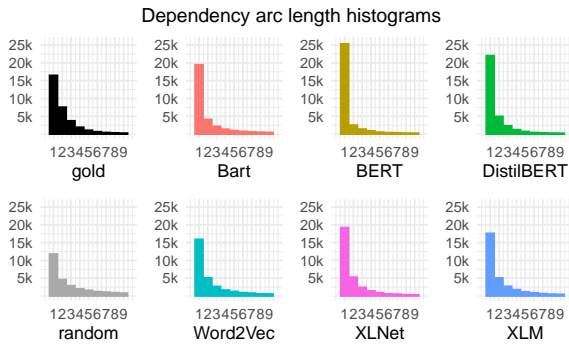 Dependency arc length histograms
25k 25k 25k 25k
20k 20k 20k 20k
15k 15k 15k 15k
10k 10k 10k 10k
5k 5k 5k 5k
123456789 123456789 123456789 123456789
gold Bart BERT DistilBERT
25k 25k 25k 25k
20k 20k 20k 20k
15k 15k 15k 15k
10k 10k 10k 10k
5k 5k 5k 5k
123456789 123456789 123456789 123456789
random Word2Vec XLNet XLM